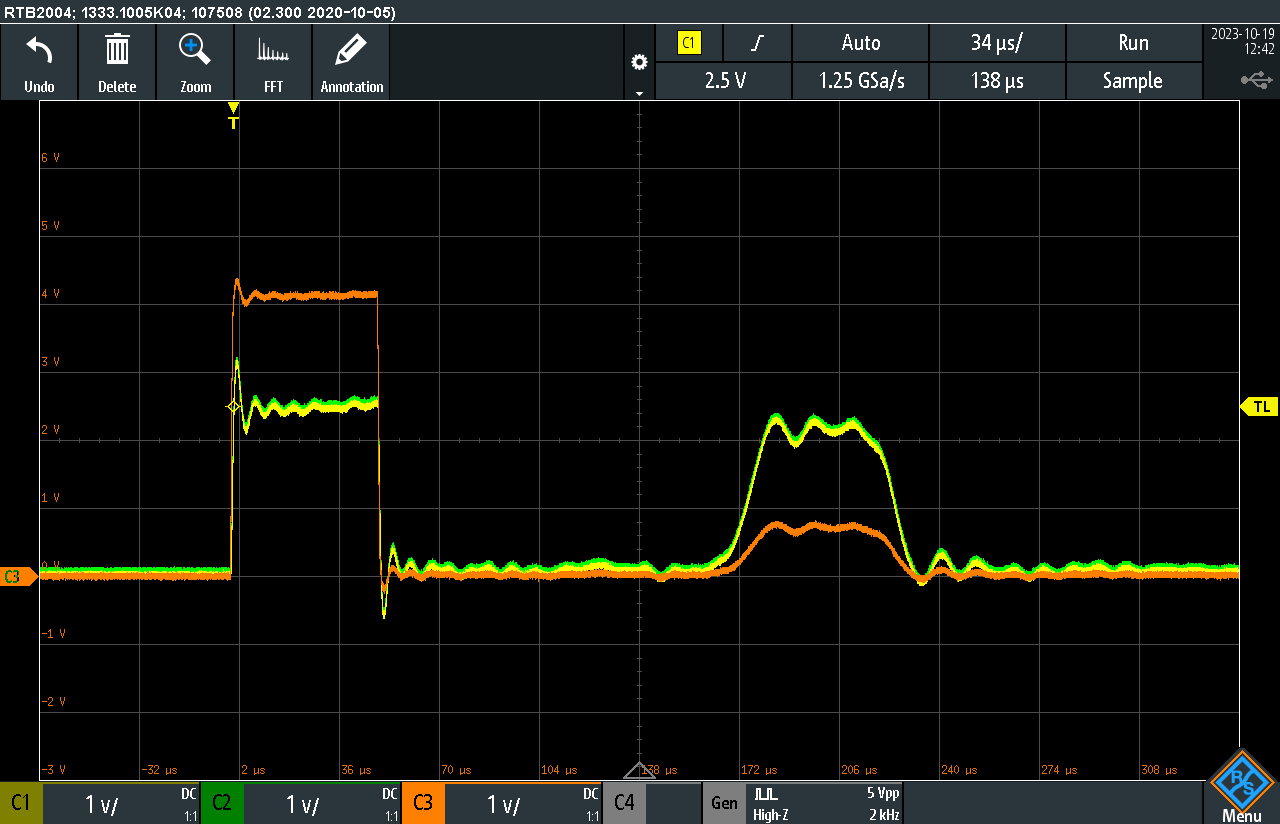 RTB2004; 1333.1005K04; 107508 (02.300 2020-10-05)
Undo Delete Zoom FFT Annotation
C1 Auto 34 µs/ Run
2.5 V 1.25 GSa/s 138 µs Sample
2023-10-19
12:42
T
6 V
5 V
4 V
3 V
TL
2 V
1 V
0 V
C3
-1 V
-2 V
-3 V -32 µs 2 µs 36 µs 70 µs 104 µs 138 µs 172 µs 206 µs 240 µs 274 µs 308 µs
C1 1 V/ DC 1:1
C2 1 V/ DC 1:1
C3 1 V/ DC 1:1
C4
Gen 5 Vpp
High-Z 2 kHz
R S
Menu